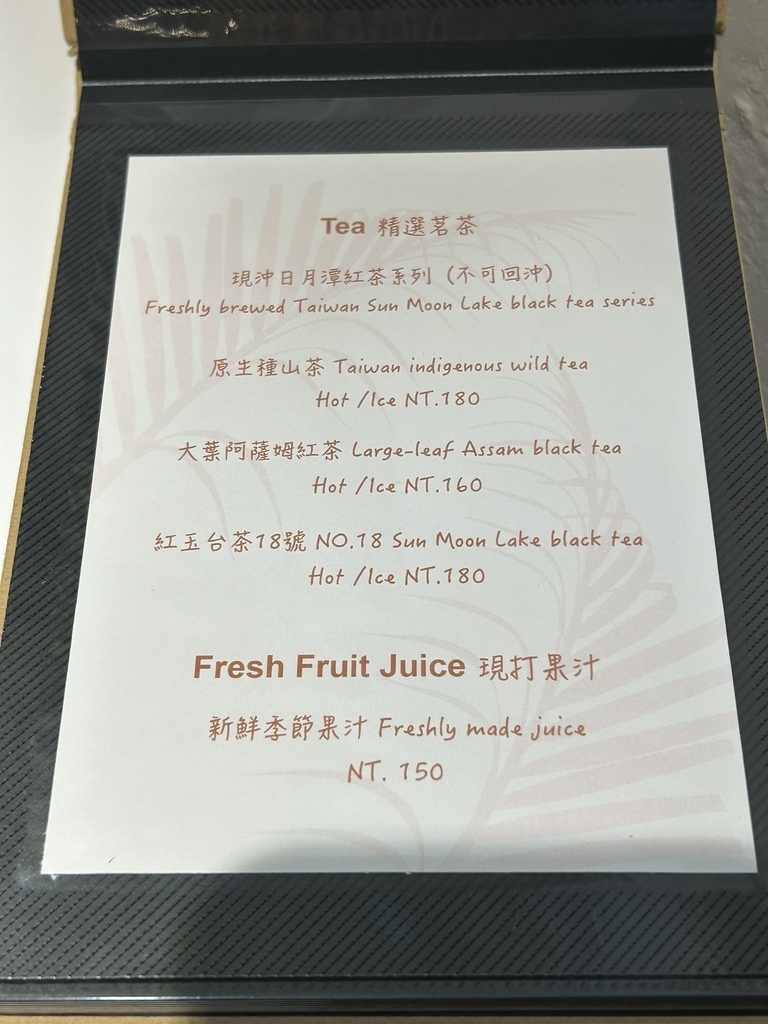 Tea 精選茗茶
現沖日月潭紅茶系列（不可回沖）
Freshly brewed Taiwan Sun Moon Lake black tea series
原生種山茶 Taiwan indigenous wild tea
Hot /Ice NT.180
大葉阿薩姆紅茶 Large-leaf Assam black tea
Hot /Ice NT.160
紅玉台茶18號 NO.18 Sun Moon Lake black tea
Hot /Ice NT.180
Fresh Fruit Juice 現打果汁
新鮮季節果汁 Freshly made juice
NT. 150